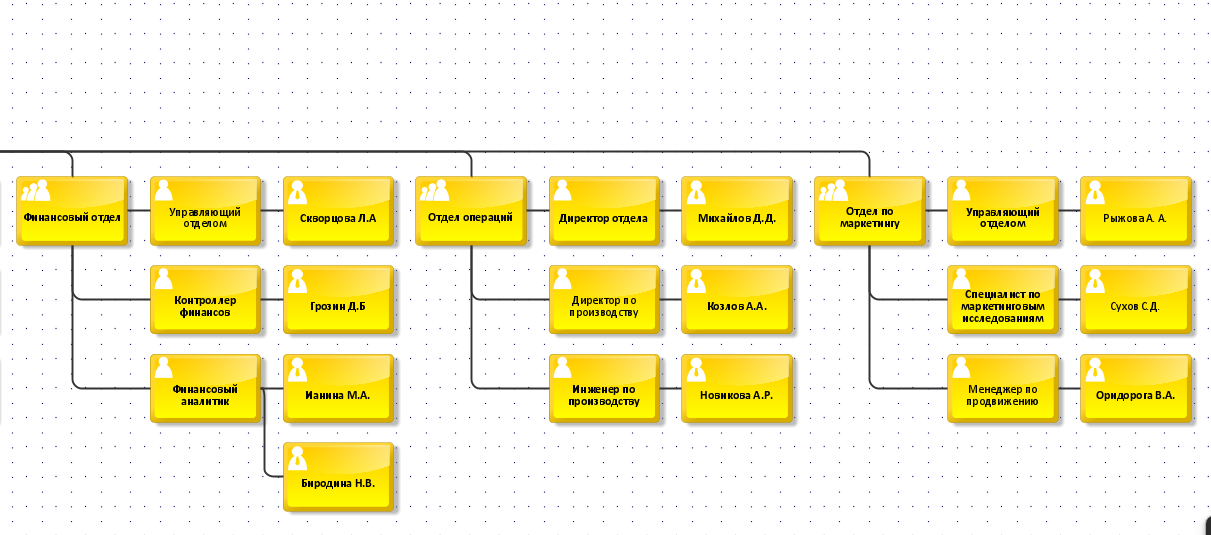 Финансовый отдел
Управляющий
отделом
Скворцова Л.А
Отдел операций
Директор отдела
Михайлов Д.Д.
Отдел по
маркетингу
Управляющий
отделом
Рыжова А. А.
Контроллер
финансов
Грозин Д.Б
Директор по
производству
Козлов А.А.
Специалист по
маркетинговым
исследованиям
Сухов С.Д.
Финансовый
аналитик
Ианина М.А.
Инженер по
производству
Новикова А.Р.
Менеджер по
продвижению
Оридорога В.А.
Биродина Н.В.